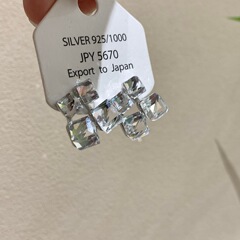 SILVER 925/1000
JPY 5670
Export to Japan